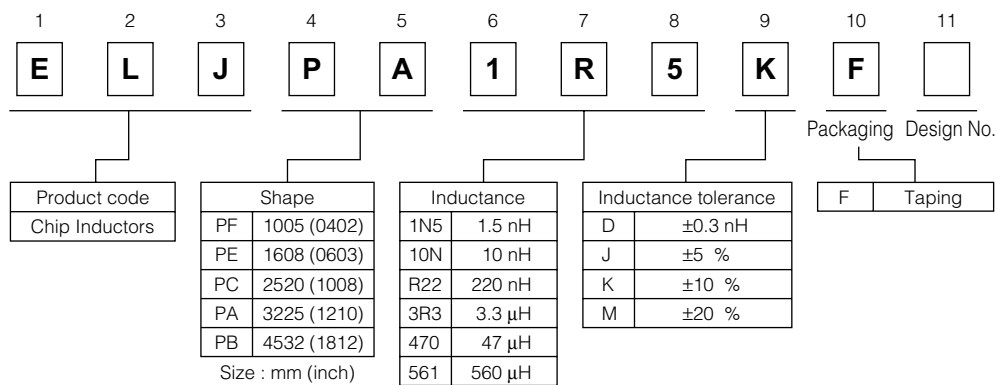 1 2 3 4 5 6 7 8 9 10 11
E L J P A 1 R 5 K F
Packaging Design No.
Product code
Chip Inductors
Shape
PF 1005 (0402)
PE 1608 (0603)
PC 2520 (1008)
PA 3225 (1210)
PB 4532 (1812)
Size : mm (inch)
Inductance
1N5 1.5 nH
10N 10 nH
R22 220 nH
3R3 3.3 μH
470 47 μH
561 560 μH
Inductance tolerance
D ±0.3 nH
J ±5 %
K ±10 %
M ±20 %
F Taping